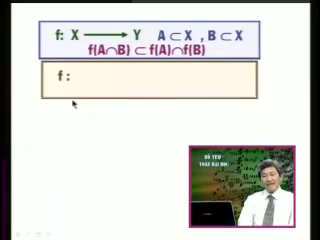 f: X ⟶ Y A ⊂ X , B ⊂ X
f(A∩B) ⊂ f(A)∩f(B)
f :